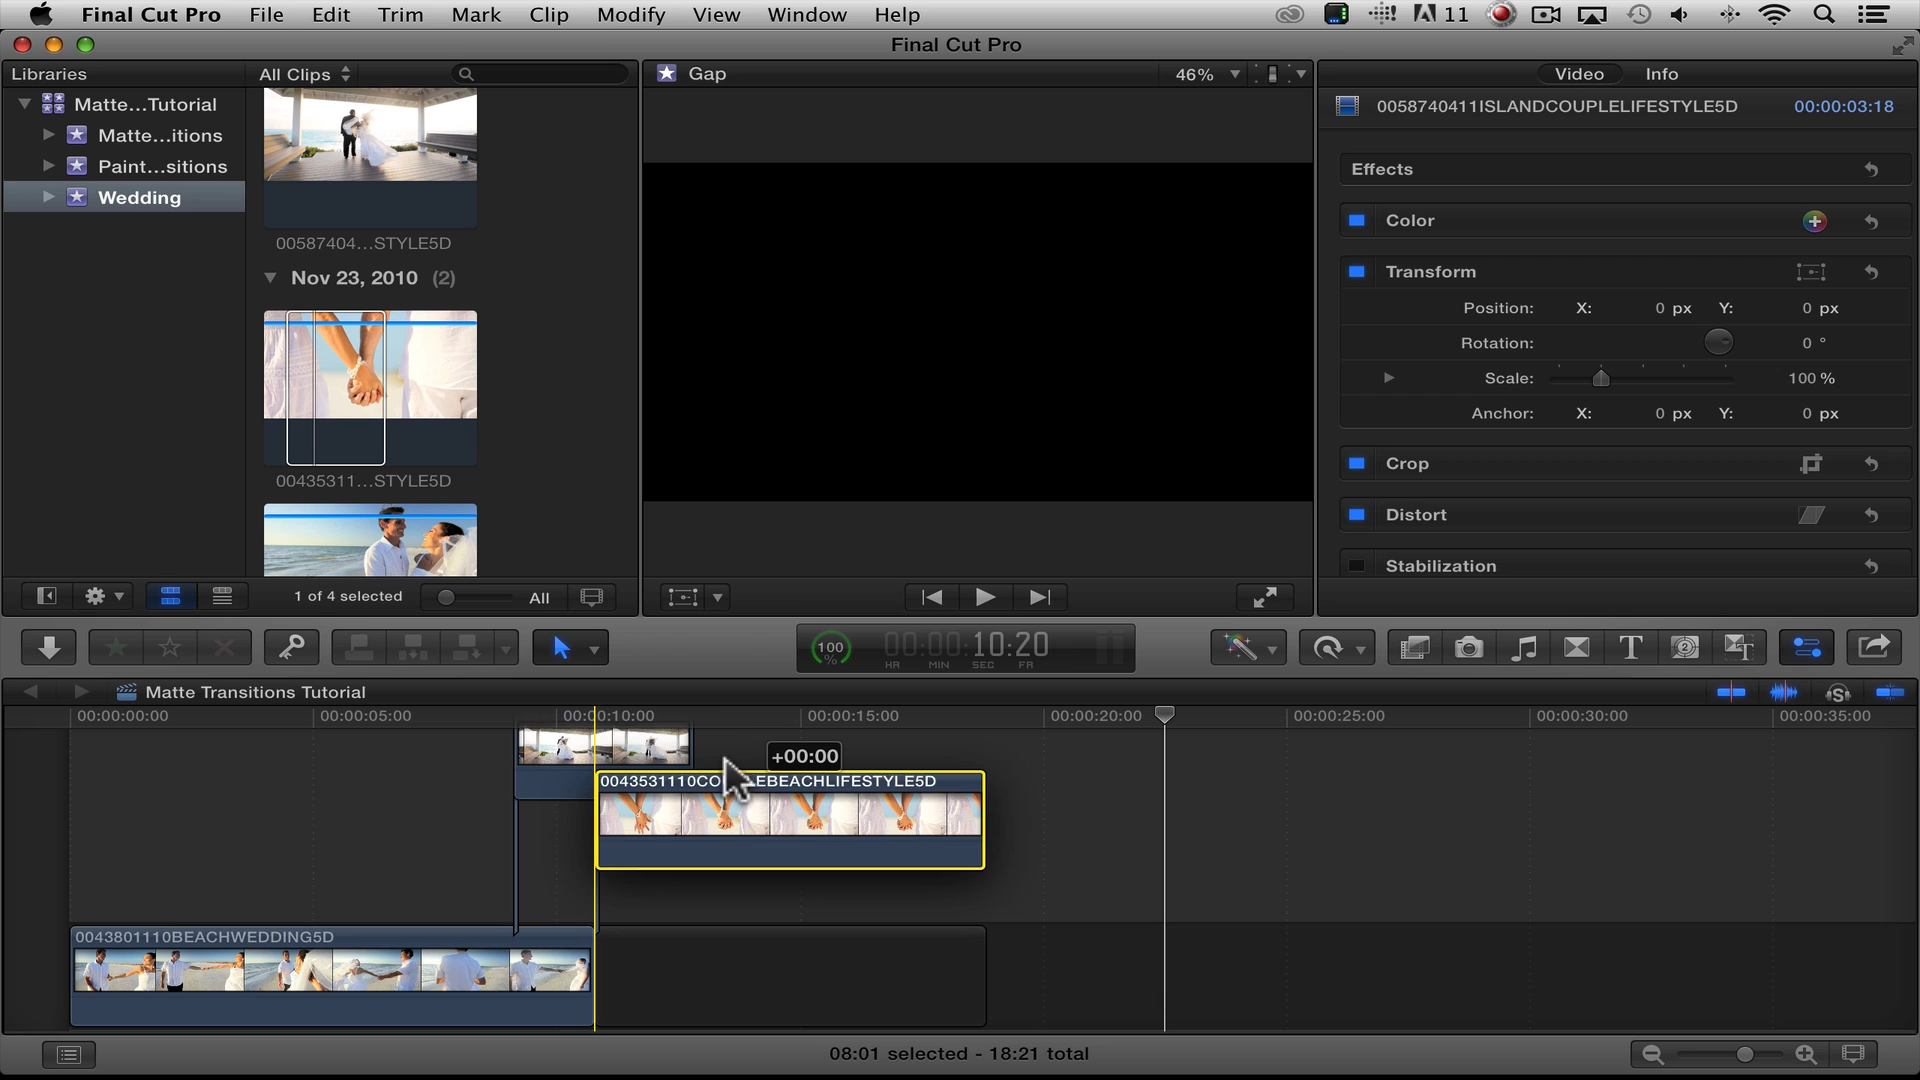 Final Cut Pro File Edit Trim Mark Clip Modify View Window Help 11
Final Cut Pro
Libraries
All Clips
Gap
46%
Video
Info
Matte...Tutorial
Matte...itions
Paint...sitions
Wedding
00587404...STYLE5D
Nov 23, 2010 (2)
00435311...STYLE5D
0058740411ISLANDCOUPLELIFESTYLE5D 00:00:03:18
Effects
Color
Transform
Position: X: 0 px Y: 0 px
Rotation: 0 °
Scale: 100 %
Anchor: X: 0 px Y: 0 px
Crop
Distort
Stabilization
1 of 4 selected
All
100 %
00:00:10:20
HR MIN SEC FR
T
2
T
Matte Transitions Tutorial
S
00:00:00:00 00:00:05:00 00:00:10:00 00:00:15:00 00:00:20:00 00:00:25:00 00:00:30:00 00:00:35:00
+00:00
0043531110CO LEBEACHLIFESTYLE5D
0043801110BEACHWEDDING5D
08:01 selected - 18:21 total